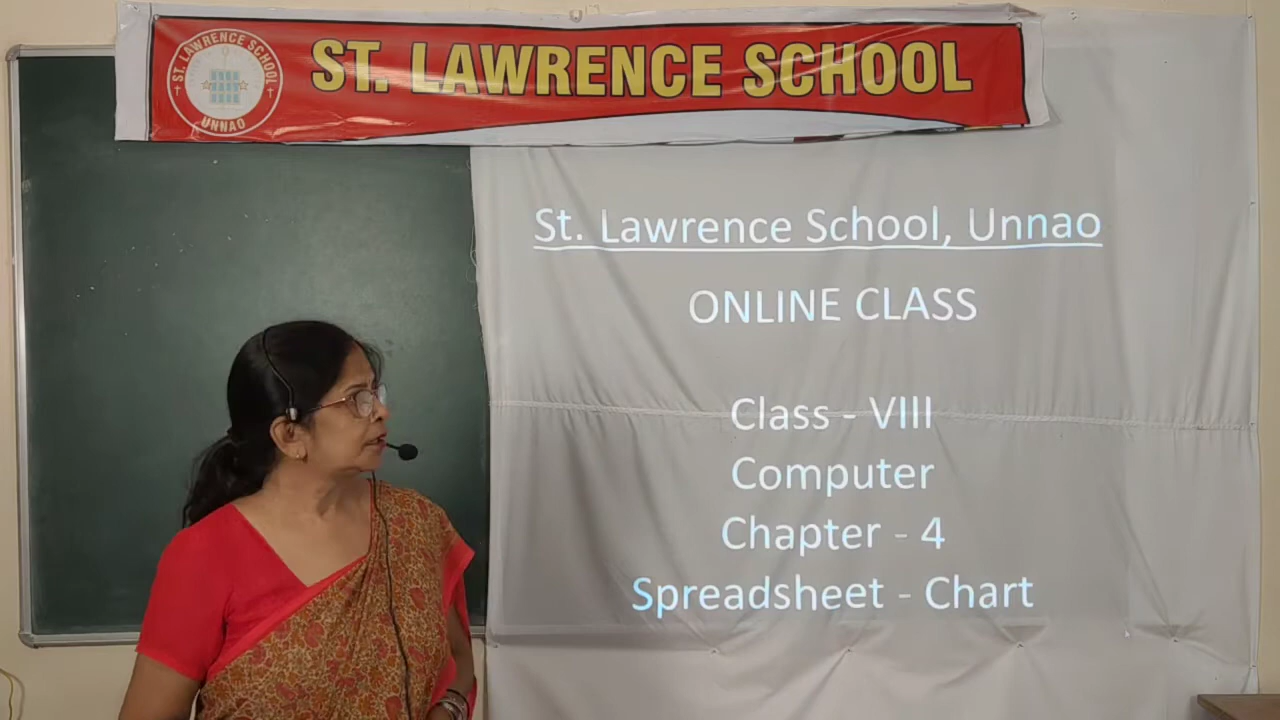 ST. LAWRENCE SCHOOL
UNNAO
ST. LAWRENCE SCHOOL
St. Lawrence School, Unnao
ONLINE CLASS
Class - VIII
Computer
Chapter - 4
Spreadsheet - Chart